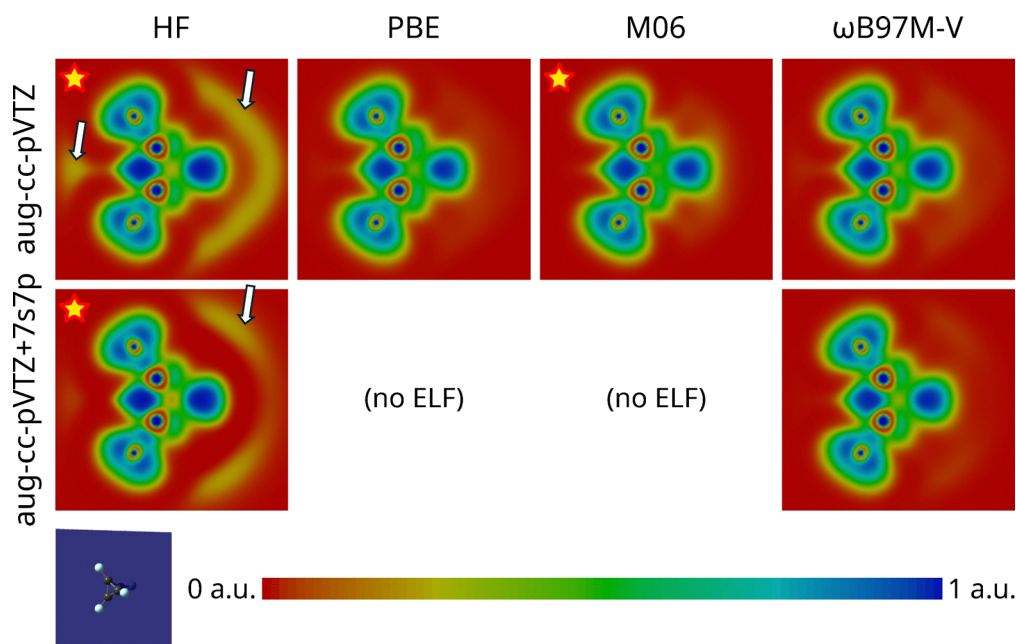 HF PBE M06 ωB97M-V
aug-cc-pVTZ
aug-cc-pVTZ+7s7p
(no ELF) (no ELF)
0 a.u. 1 a.u.